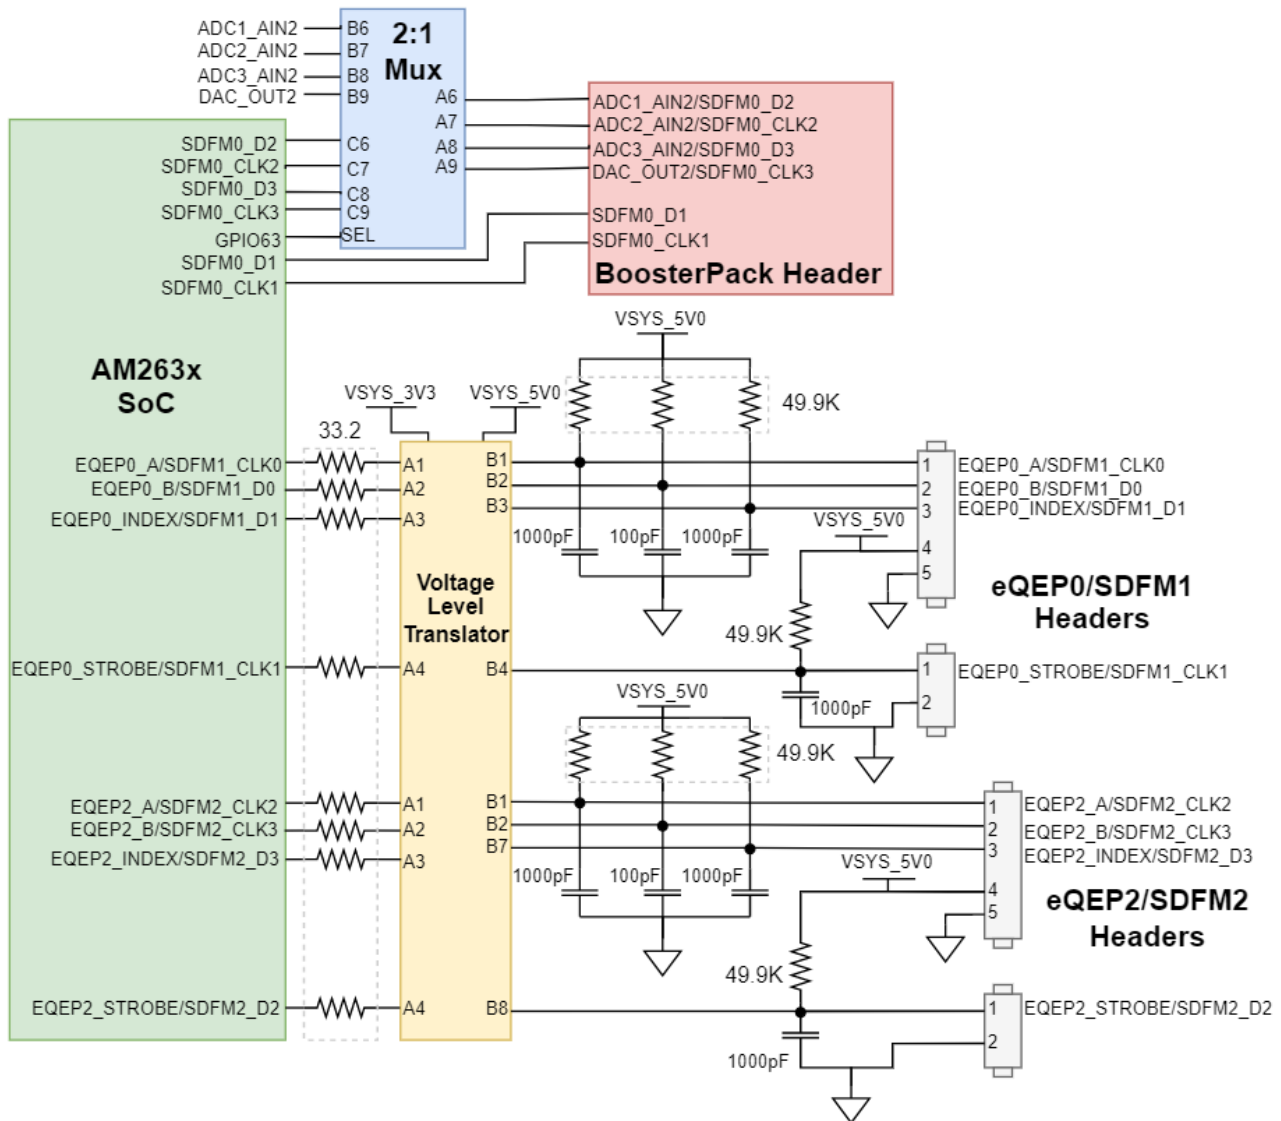 ADC1_AIN2
ADC2_AIN2
ADC3_AIN2
DAC_OUT2
B6
B7
B8
B9
2:1
Mux
A6
A7
A8
A9
C6
C7
C8
C9
SEL
SDFM0_D2
SDFM0_CLK2
SDFM0_D3
SDFM0_CLK3
GPIO63
SDFM0_D1
SDFM0_CLK1
ADC1_AIN2/SDFM0_D2
ADC2_AIN2/SDFM0_CLK2
ADC3_AIN2/SDFM0_D3
DAC_OUT2/SDFM0_CLK3
SDFM0_D1
SDFM0_CLK1
BoosterPack Header
AM263x
SoC
VSYS_3V3
VSYS_5V0
VSYS_5V0
49.9K
33.2
EQEP0_A/SDFM1_CLK0
EQEP0_B/SDFM1_D0
EQEP0_INDEX/SDFM1_D1
A1
A2
A3
B1
B2
B3
1000pF
100pF
1000pF
VSYS_5V0
1
2
3
4
5
EQEP0_A/SDFM1_CLK0
EQEP0_B/SDFM1_D0
EQEP0_INDEX/SDFM1_D1
eQEP0/SDFM1
Headers
Voltage
Level
Translator
49.9K
EQEP0_STROBE/SDFM1_CLK1
A4
B4
1000pF
1
2
EQEP0_STROBE/SDFM1_CLK1
VSYS_5V0
49.9K
EQEP2_A/SDFM2_CLK2
EQEP2_B/SDFM2_CLK3
EQEP2_INDEX/SDFM2_D3
A1
A2
A3
B1
B2
B7
1000pF
100pF
1000pF
VSYS_5V0
1
2
3
4
5
EQEP2_A/SDFM2_CLK2
EQEP2_B/SDFM2_CLK3
EQEP2_INDEX/SDFM2_D3
eQEP2/SDFM2
Headers
49.9K
EQEP2_STROBE/SDFM2_D2
A4
B8
1000pF
1
2
EQEP2_STROBE/SDFM2_D2